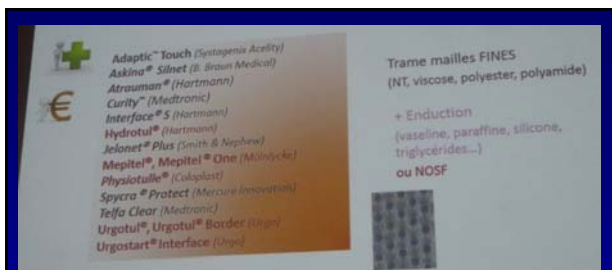 Adaptic™ Touch (Systagenix Acelity)
Askina® Silnet (B. Braun Medical)
Atrauman® (Hartmann)
Curity™ (Medtronic)
Interface® S (Hartmann)
Hydrotul® (Hartmann)
Jelonet® Plus (Smith & Nephew)
Mepitel®, Mepitel® One (Mölnlycke)
Physiotulle® (Coloplast)
Spycra® Protect (Mercure Innovation)
Telfa Clear (Medtronic)
Urgotul®, Urgotul® Border (Urgo)
Urgostart® Interface (Urgo)
€
Trame mailles FINES
(NT, viscose, polyester, polyamide)
+ Enduction
(vaseline, paraffine, silicone,
triglycérides...)
ou NOSF